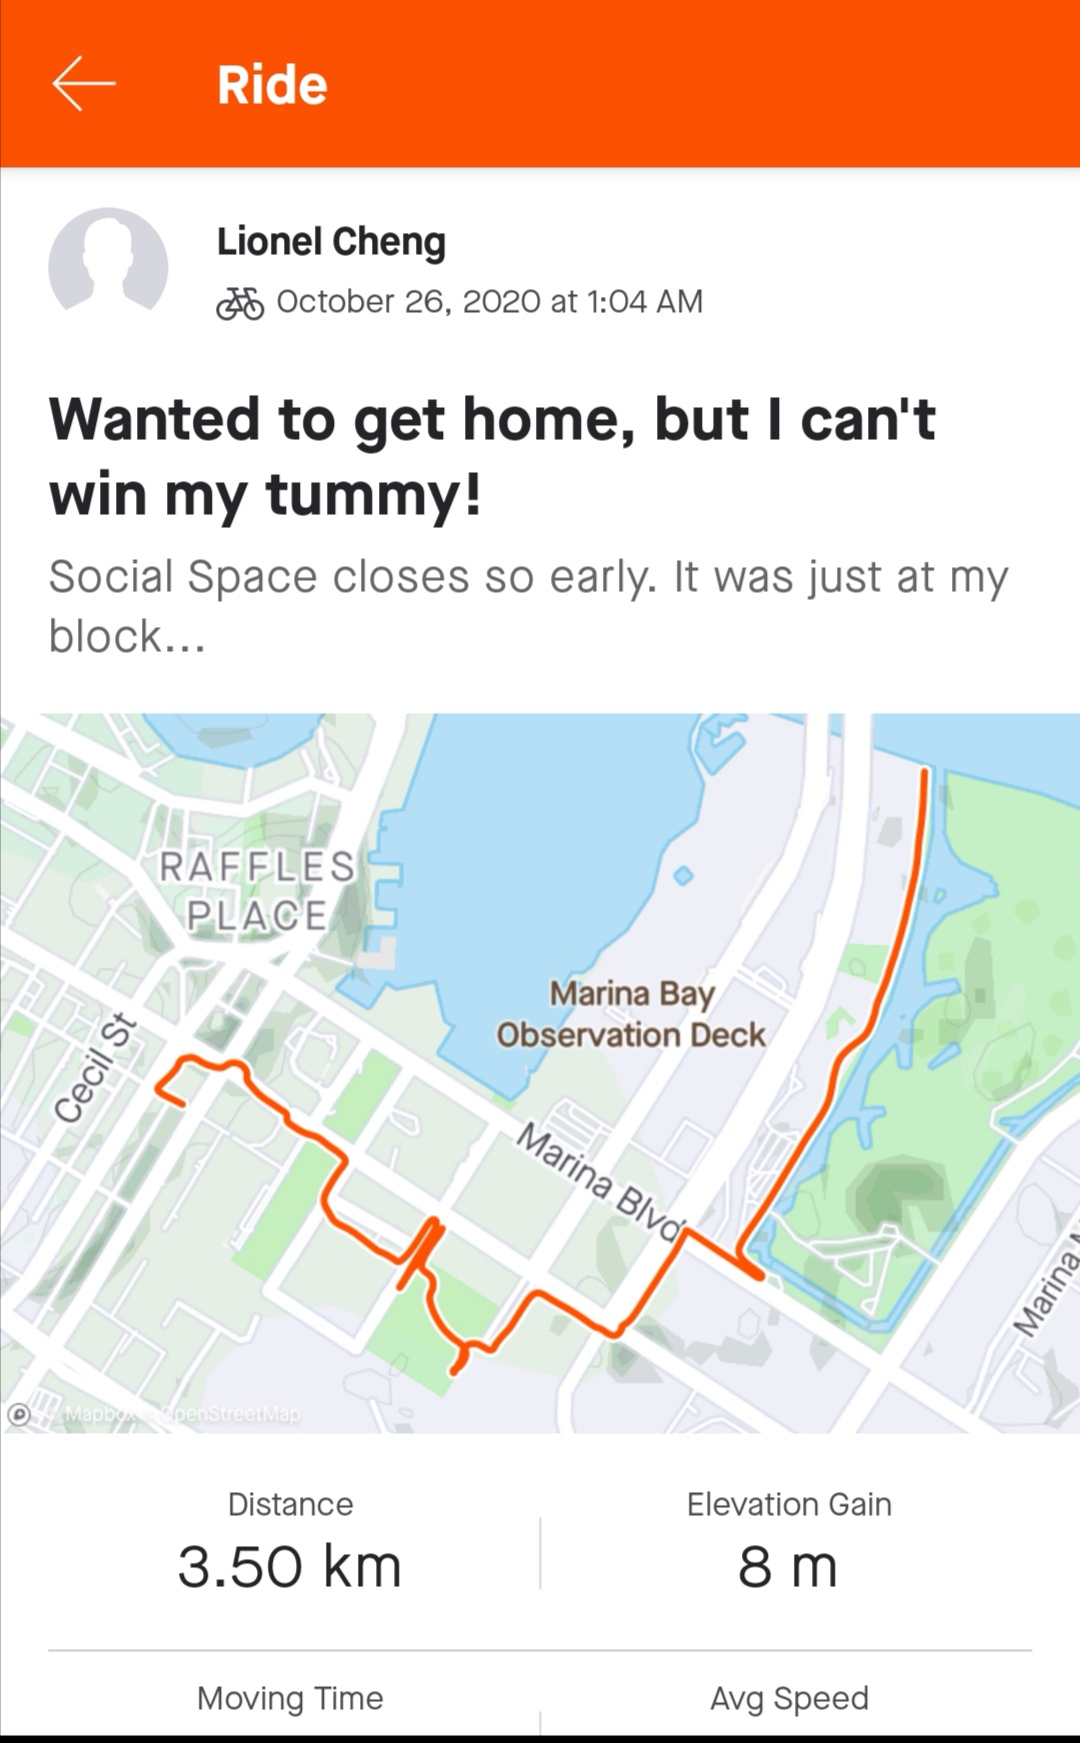 Ride
Lionel Cheng
October 26, 2020 at 1:04 AM
Wanted to get home, but I can't
win my tummy!
Social Space closes so early. It was just at my
block...
RAFFLES
PLACE
Marina Bay
Observation Deck
Cecil St
Marina Blvd
Marina
Mapbox OpenStreetMap
Distance
3.50 km
Elevation Gain
8 m
Moving Time
Avg Speed